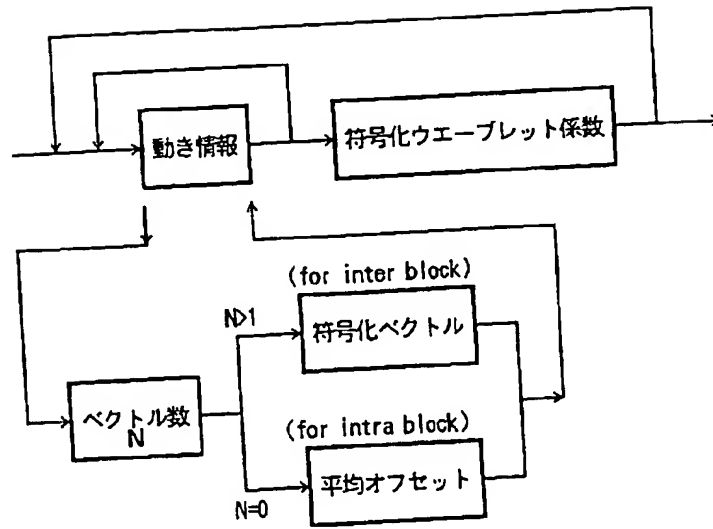 動き情報
符号化ウエーブレット係数
(for inter block)
N>1
符号化ベクトル
ベクトル数
N
(for intra block)
N=0
平均オフセット